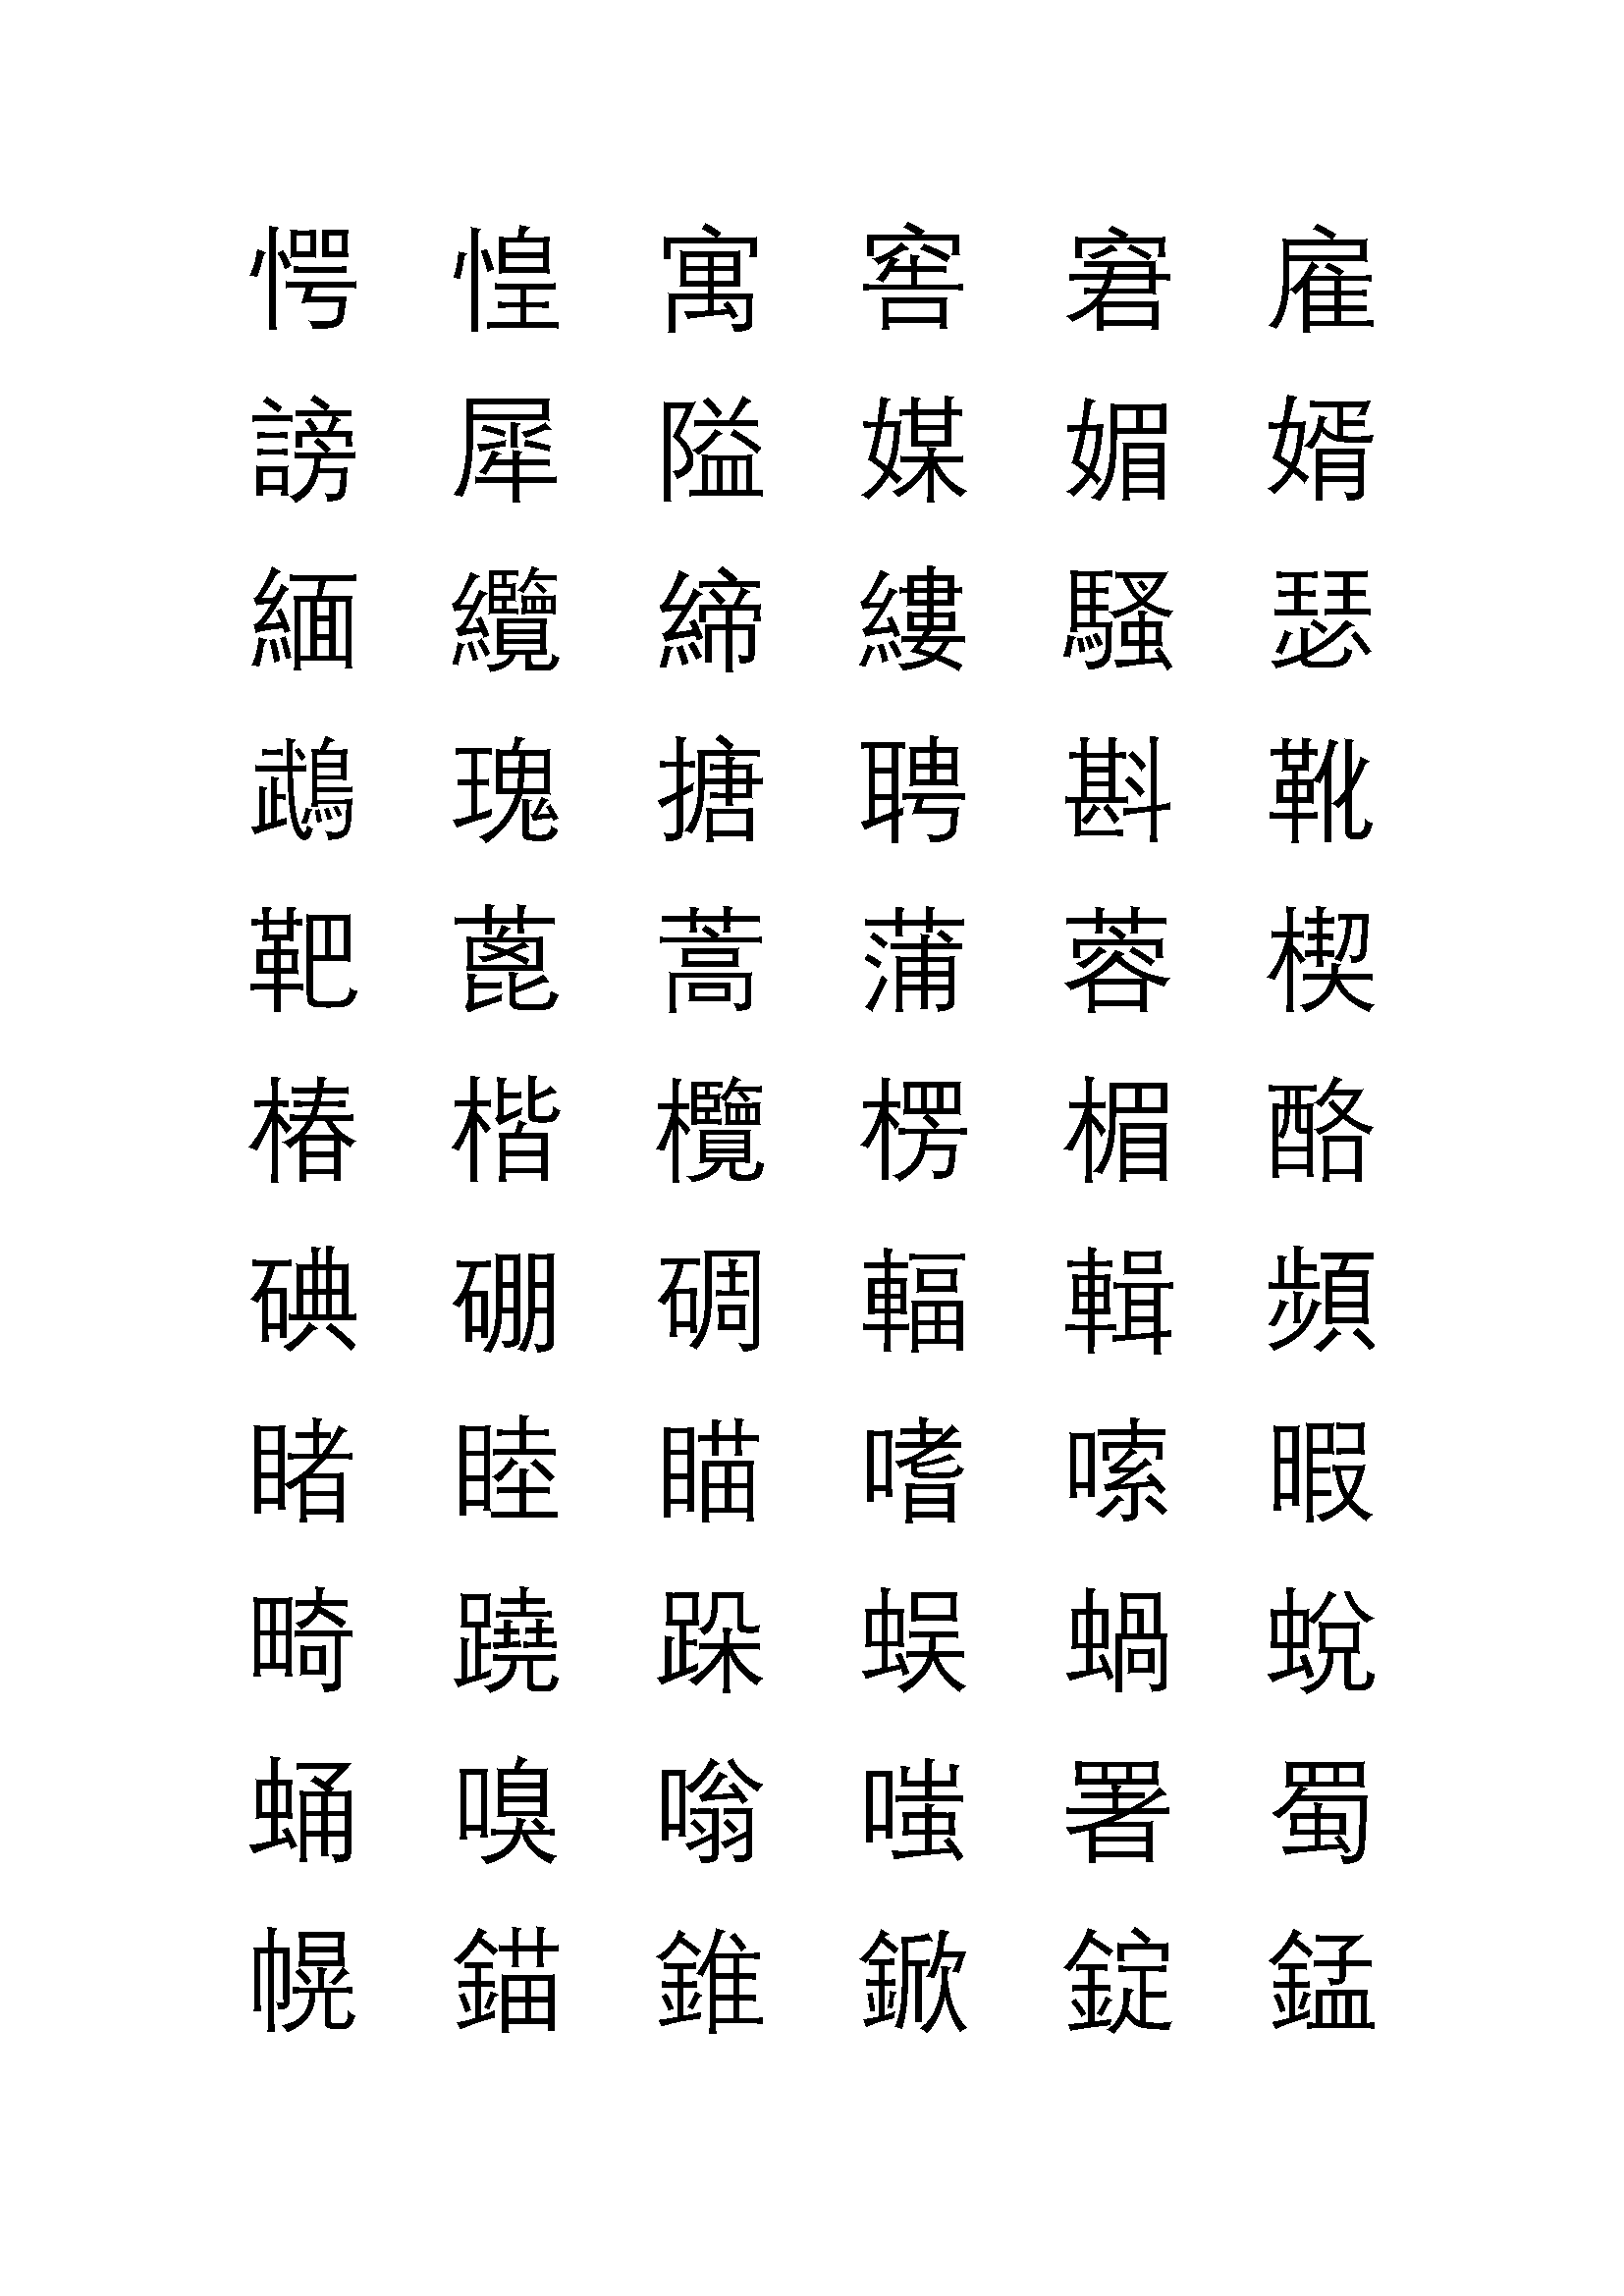 愕 惶 寓 窖 窘 雇
謗 犀 隘 媒 媚 婿
緬 纜 締 縷 騷 瑟
鵡 瑰 搪 聘 斟 靴
靶 蓖 蒿 蒲 蓉 楔
椿 楷 欖 楞 楣 酪
碘 硼 碉 輻 輯 頻
睹 睦 瞄 嗜 嗦 暇
畸 蹺 跺 蜈 蝸 蛻
蛹 嗅 嗡 嗤 署 蜀
幌 錨 錐 鍁 錠 錳